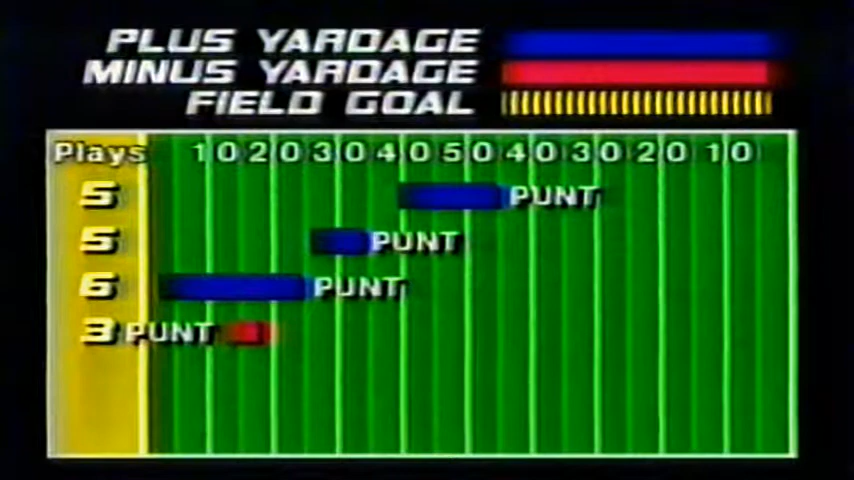 PLUS YARDAGE
MINUS YARDAGE
FIELD GOAL
Plays 10 20 30 40 50 40 30 20 10
5 PUNT
5 PUNT
6 PUNT
3 PUNT